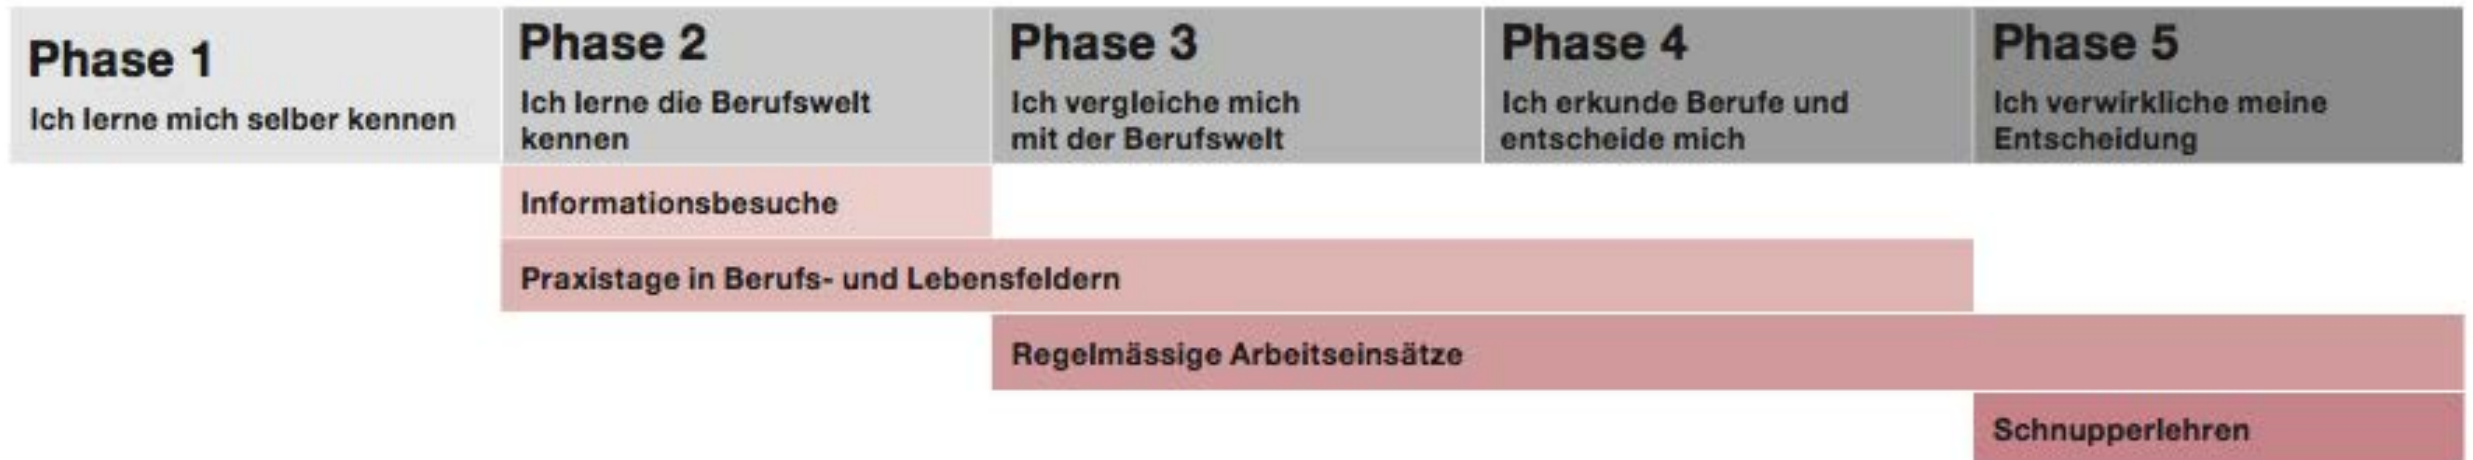 Phase 1
Ich lerne mich selber kennen
Phase 2
Ich lerne die Berufswelt
kennen
Phase 3
Ich vergleiche mich
mit der Berufswelt
Phase 4
Ich erkunde Berufe und
entscheide mich
Phase 5
Ich verwirkliche meine
Entscheidung
Informationsbesuche
Praxistage in Berufs- und Lebensfeldern
Regelmässige Arbeitseinsätze
Schnupperlehren